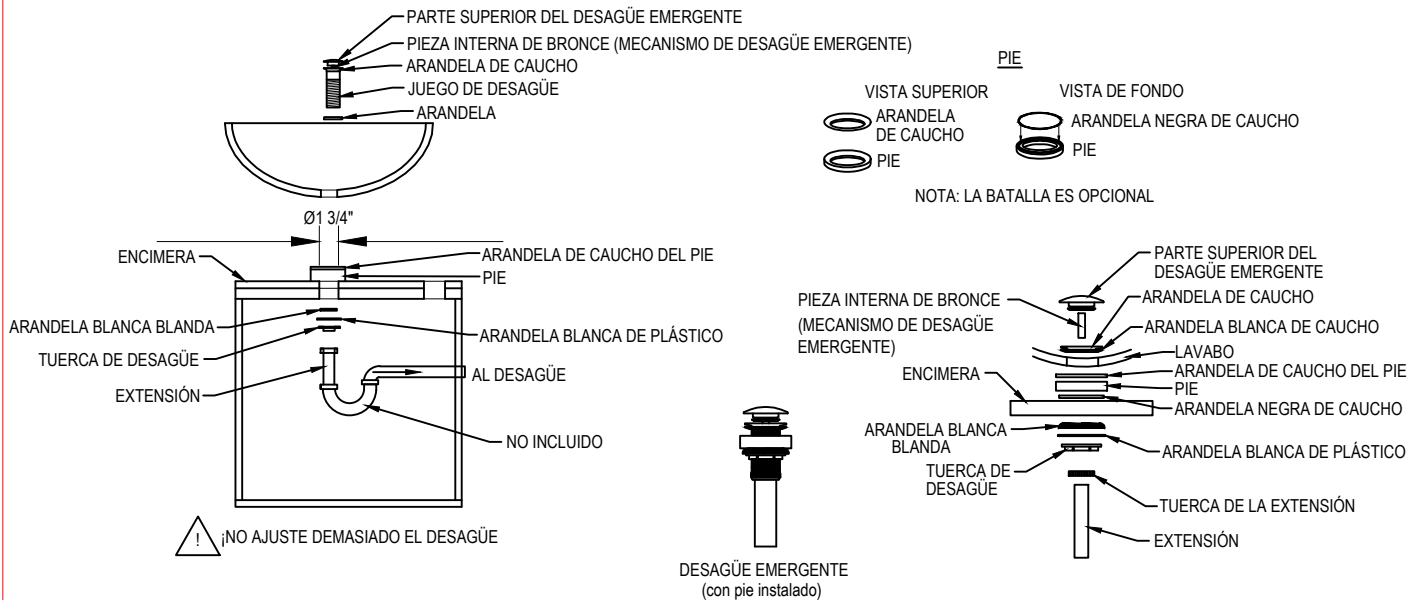 PARTE SUPERIOR DEL DESAGÜE EMERGENTE
PIEZA INTERNA DE BRONCE (MECANISMO DE DESAGÜE EMERGENTE)
ARANDELA DE CAUCHO
JUEGO DE DESAGÜE
ARANDELA
Ø1 3/4"
ENCIMERA
ARANDELA DE CAUCHO DEL PIE
PIE
ARANDELA BLANCA BLANDA
ARANDELA BLANCA DE PLÁSTICO
TUERCA DE DESAGÜE
EXTENSIÓN
AL DESAGÜE
NO INCLUIDO
!
¡NO AJUSTE DEMASIADO EL DESAGÜE
PIE
VISTA SUPERIOR
VISTA DE FONDO
ARANDELA
DE CAUCHO
ARANDELA NEGRA DE CAUCHO
PIE
PIE
NOTA: LA BATALLA ES OPCIONAL
DESAGÜE EMERGENTE
(con pie instalado)
PARTE SUPERIOR DEL
DESAGÜE EMERGENTE
PIEZA INTERNA DE BRONCE
(MECANISMO DE DESAGÜE
EMERGENTE)
ARANDELA DE CAUCHO
ARANDELA BLANCA DE CAUCHO
LAVABO
ARANDELA DE CAUCHO DEL PIE
PIE
ENCIMERA
ARANDELA NEGRA DE CAUCHO
ARANDELA BLANCA
BLANDA
ARANDELA BLANCA DE PLÁSTICO
TUERCA DE
DESAGÜE
TUERCA DE LA EXTENSIÓN
EXTENSIÓN